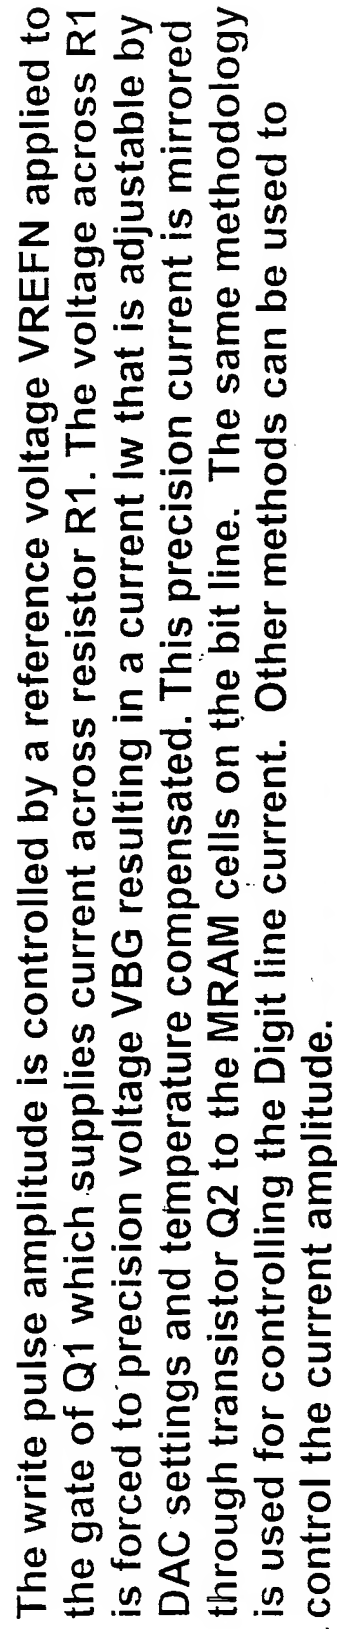 The write pulse amplitude is controlled by a reference voltage VREFN applied to
the gate of Q1 which supplies current across resistor R1. The voltage across R1
is forced to precision voltage VBG resulting in a current Iw that is adjustable by
DAC settings and temperature compensated. This precision current is mirrored
through transistor Q2 to the MRAM cells on the bit line. The same methodology
is used for controlling the Digit line current. Other methods can be used to
control the current amplitude.